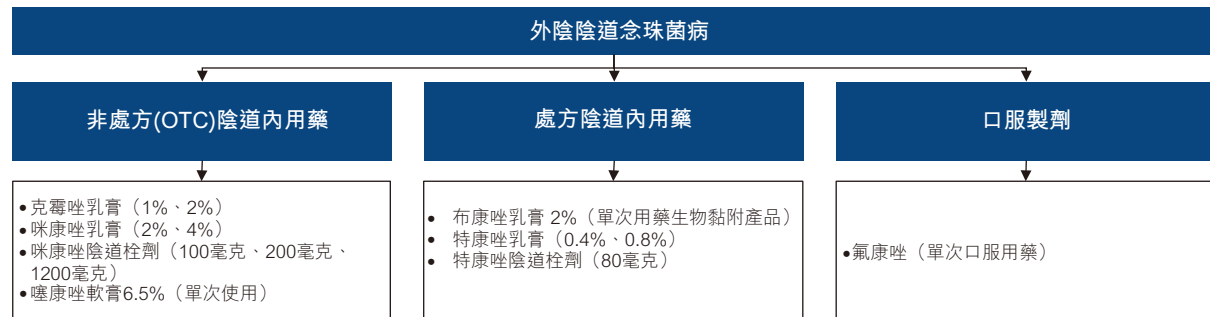 外陰陰道念珠菌病
非處方(OTC)陰道內用藥
處方陰道內用藥
口服製劑
•克霉唑乳膏（1%、2%）
•咪康唑乳膏（2%、4%）
•咪康唑陰道栓劑（100毫克、200毫克、
1200毫克）
•噻康唑軟膏6.5%（單次使用）
• 布康唑乳膏 2%（單次用藥生物黏附產品）
• 特康唑乳膏（0.4%、0.8%）
• 特康唑陰道栓劑（80毫克）
•氟康唑（單次口服用藥）